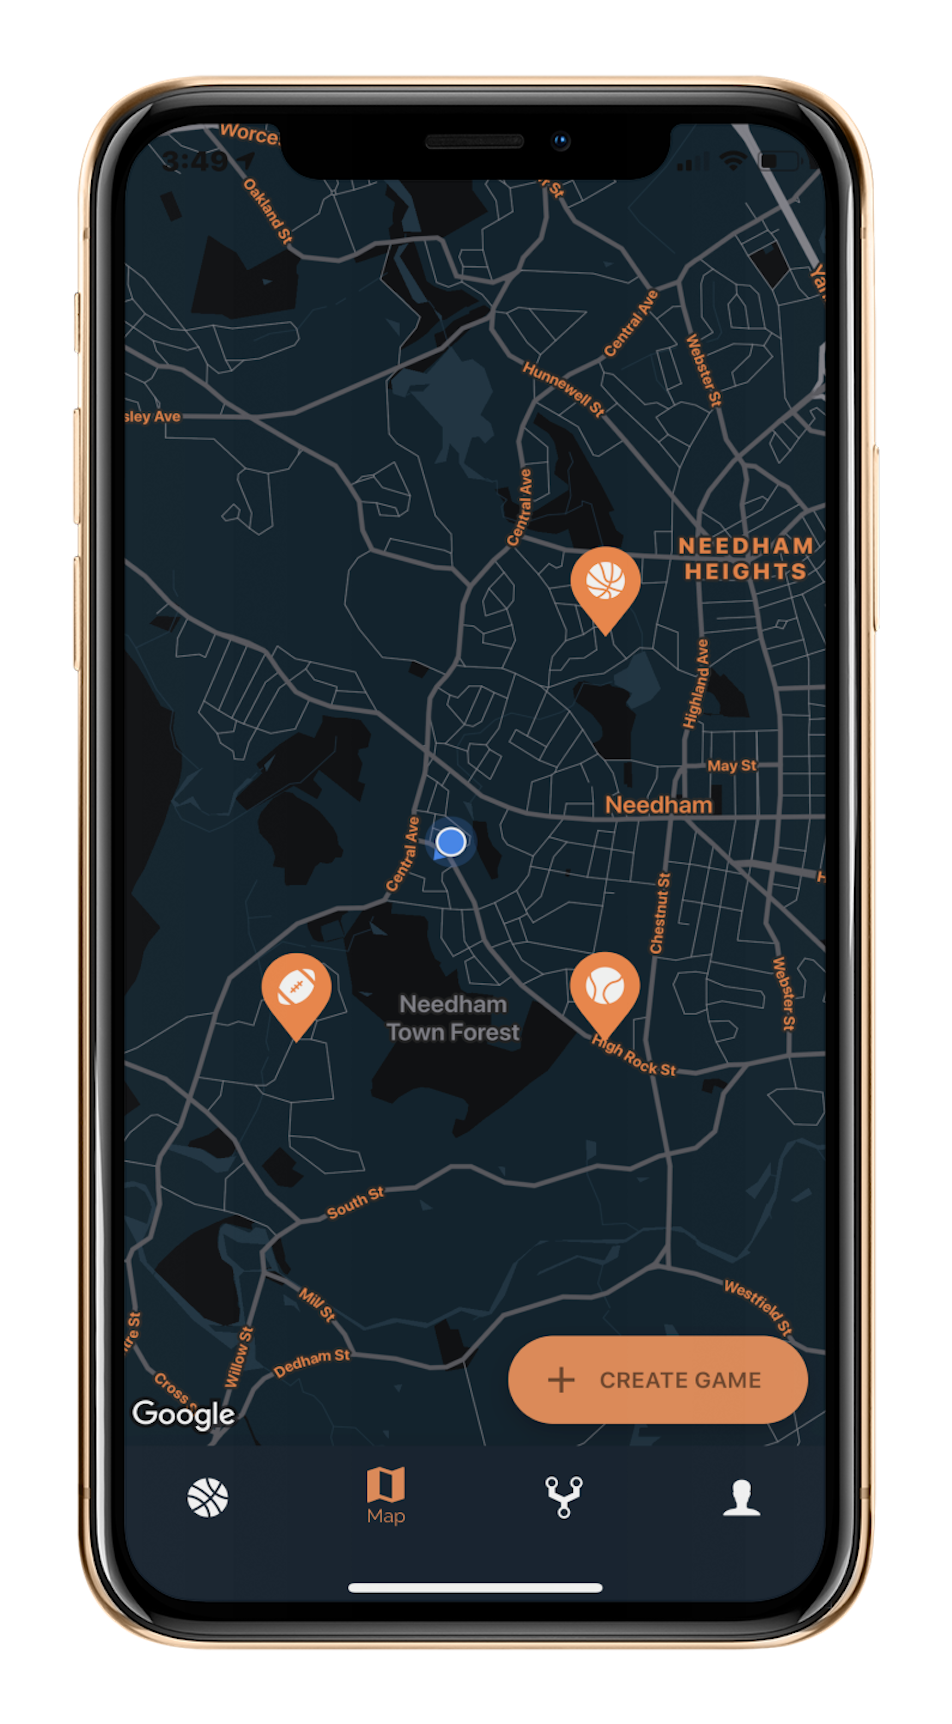 Worce
3:49
Oakland St
r St
Central Ave
Webster St
Hunnewell St
sley Ave
Central Ave
NEEDHAM
HEIGHTS
Highland Ave
May St
Needham
Central Ave
Chestnut St
Webster St
Needham
Town Forest
High Rock St
South St
Westfield St
Mill St
tre St
Willow St
Dedham St
Cross
+ CREATE GAME
Google
Map